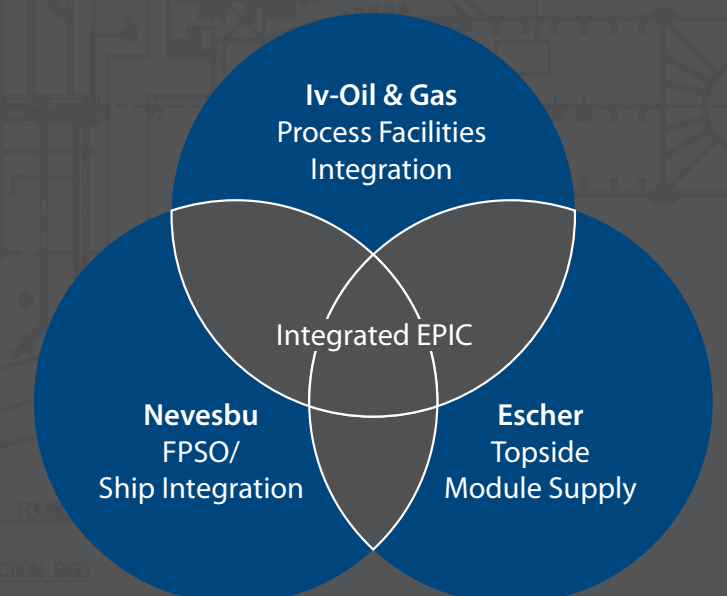 Iv-Oil & Gas
Process Facilities
Integration
Integrated EPIC
Nevesbu
FPSO/
Ship Integration
Escher
Topside
Module Supply